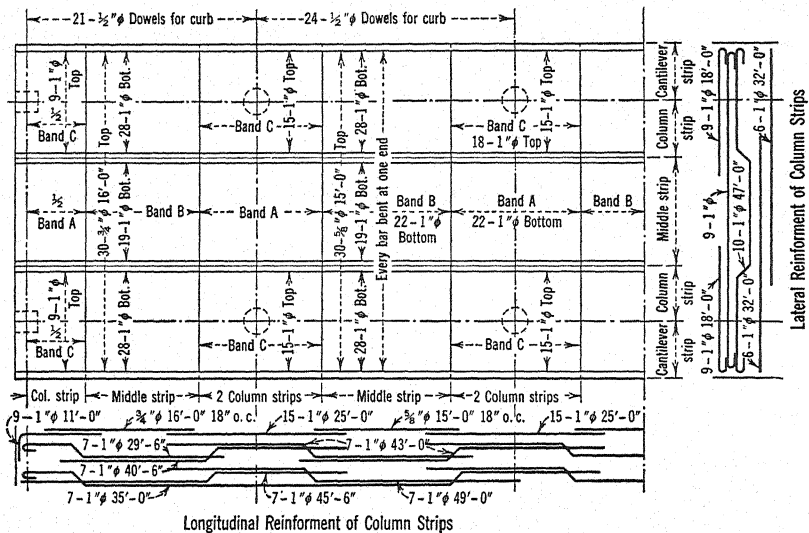 21-½"φ Dowels for curb
24-½"φ Dowels for curb
½ 9-1"φ Top
Band C
Top
28-1"φ Bot.
Band C
15-1"φ Top
Top
28-1"φ Bot.
Band C
18-1"φ Top
15-1"φ Top
½ Band A
30-¾"φ 16'-0"
19-1"φ Bot.
Band B
Band A
30-⅝"φ 15'-0"
19-1"φ Bot.
Every bar bent at one end
Band B
22-1"φ Bottom
Band A
22-1"φ Bottom
Band B
½ 9-1"φ Top
Band C
28-1"φ Bot.
Band C
15-1"φ Top
28-1"φ Bot.
Band C
15-1"φ Top
Cantilever strip
Column strip
Middle strip
Column strip
Cantilever strip
9-1"φ 18'-0"
6-1"φ 32'-0"
9-1"φ
10-1"φ 47'-0"
9-1"φ 18'-0"
6-1"φ 32'-0"
Lateral Reinforment of Column Strips
Col. strip
Middle strip
2 Column strips
Middle strip
2 Column strips
9-1"φ 11'-0"
¾"φ 16'-0" 18" o.c.
15-1"φ 25'-0"
⅝"φ 15'-0" 18" o.c.
15-1"φ 25'-0"
7-1"φ 29'-6"
7-1"φ 43'-0"
7-1"φ 40'-6"
7-1"φ 35'-0"
7-1"φ 45'-6"
7-1"φ 49'-0"
Longitudinal Reinforment of Column Strips